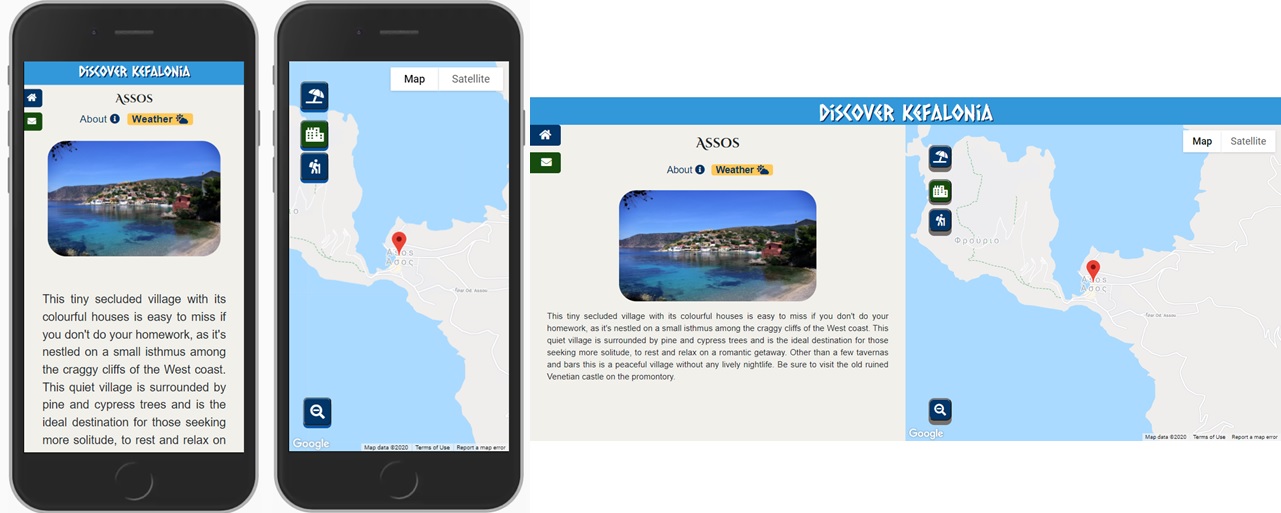 DiSCOVER KEFALONiA
Assos
About
Weather
This tiny secluded village with its
colourful houses is easy to miss if
you don't do your homework, as it's
nestled on a small isthmus among
the craggy cliffs of the West coast.
This quiet village is surrounded by
pine and cypress trees and is the
ideal destination for those seeking
more solitude, to rest and relax on
Map
Satellite
Google
Map data ©2020
Terms of Use
Report a map error
DiSCOVER KEFALONiA
Assos
About
Weather
This tiny secluded village with its colourful houses is easy to miss if you don't do your
homework, as it's nestled on a small isthmus among the craggy cliffs of the West coast. This
quiet village is surrounded by pine and cypress trees and is the ideal destination for those
seeking more solitude, to rest and relax on a romantic getaway. Other than a few tavernas
and bars this is a peaceful village without any lively nightlife. Be sure to visit the old ruined
Venetian castle on the promontory.
Map
Satellite
Φρουριο
Google
Map data ©2020
Terms of Use
Report a map error